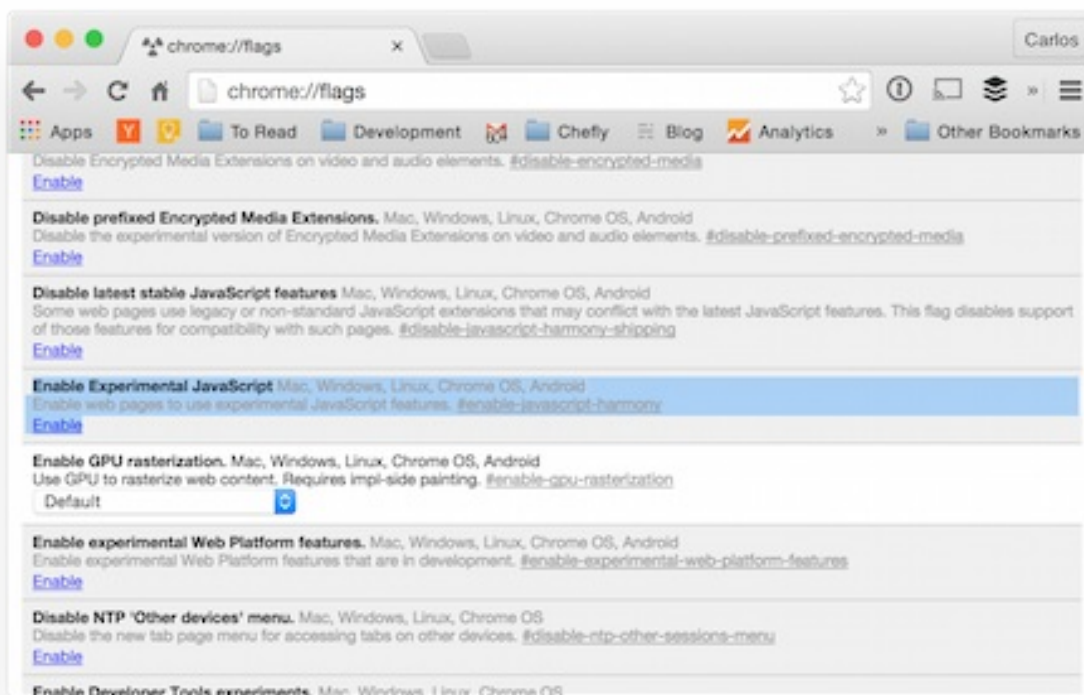 chrome://flags
Carlos
chrome://flags
Apps To Read Development Chefly Blog Analytics » Other Bookmarks
Disable Encrypted Media Extensions on video and audio elements. #disable-encrypted-media
Enable
Disable prefixed Encrypted Media Extensions. Mac, Windows, Linux, Chrome OS, Android
Disable the experimental version of Encrypted Media Extensions on video and audio elements. #disable-prefixed-encrypted-media
Enable
Disable latest stable JavaScript features Mac, Windows, Linux, Chrome OS, Android
Some web pages use legacy or non-standard JavaScript extensions that may conflict with the latest JavaScript features. This flag disables support
of those features for compatibility with such pages. #disable-javascript-harmony-shipping
Enable
Enable Experimental JavaScript Mac, Windows, Linux, Chrome OS, Android
Enable web pages to use experimental JavaScript features. #enable-javascript-harmony
Enable
Enable GPU rasterization. Mac, Windows, Linux, Chrome OS, Android
Use GPU to rasterize web content. Requires impl-side painting. #enable-gpu-rasterization
Default
Enable experimental Web Platform features. Mac, Windows, Linux, Chrome OS, Android
Enable experimental Web Platform features that are in development. #enable-experimental-web-platform-features
Enable
Disable NTP 'Other devices' menu. Mac, Windows, Linux, Chrome OS
Disable the new tab page menu for accessing tabs on other devices. #disable-ntp-other-sessions-menu
Enable
Enable Developer Tools experiments. Mac, Windows, Linux, Chrome OS